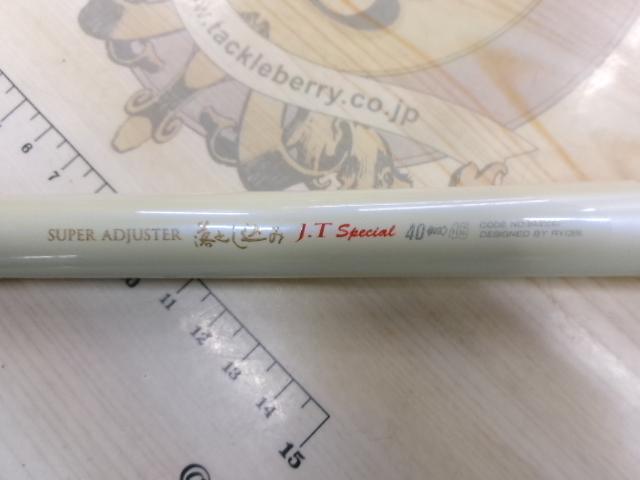 www.tackleberry.co.jp
6 7
SUPER ADJUSTER 落とし込み J.T Special 40
DESIGNED BY RYOBI
11 12 13 14 15